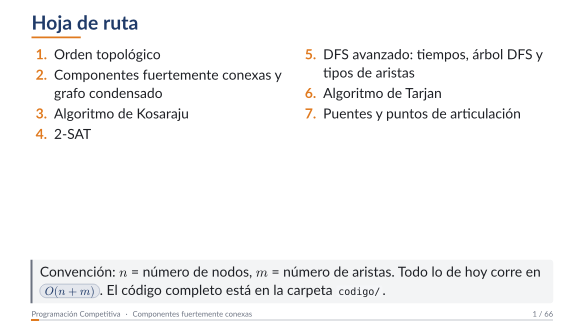 Hoja de ruta
1. Orden topológico
2. Componentes fuertemente conexas y
grafo condensado
3. Algoritmo de Kosaraju
4. 2-SAT
5. DFS avanzado: tiempos, árbol DFS y
tipos de aristas
6. Algoritmo de Tarjan
7. Puentes y puntos de articulación
Convención: n = número de nodos, m = número de aristas. Todo lo de hoy corre en
O(n + m). El código completo está en la carpeta codigo/.
Programación Competitiva · Componentes fuertemente conexas
1 / 66